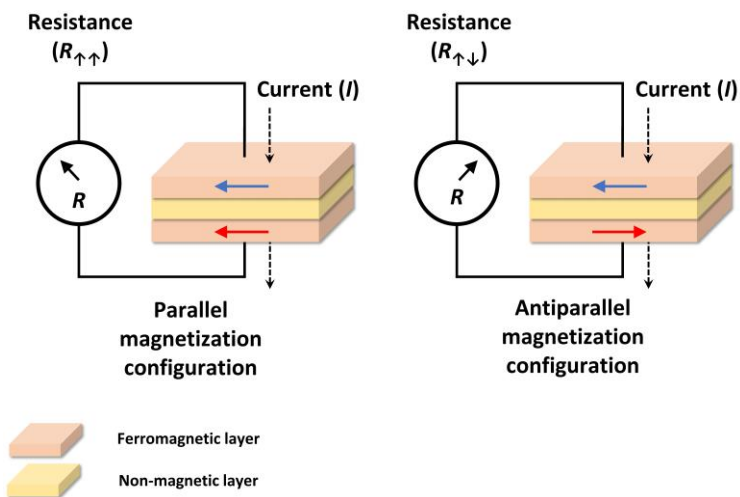 Resistance
(R↑↑)
Current (I)
R
Parallel
magnetization
configuration
Resistance
(R↑↓)
Current (I)
R
Antiparallel
magnetization
configuration
Ferromagnetic layer
Non-magnetic layer